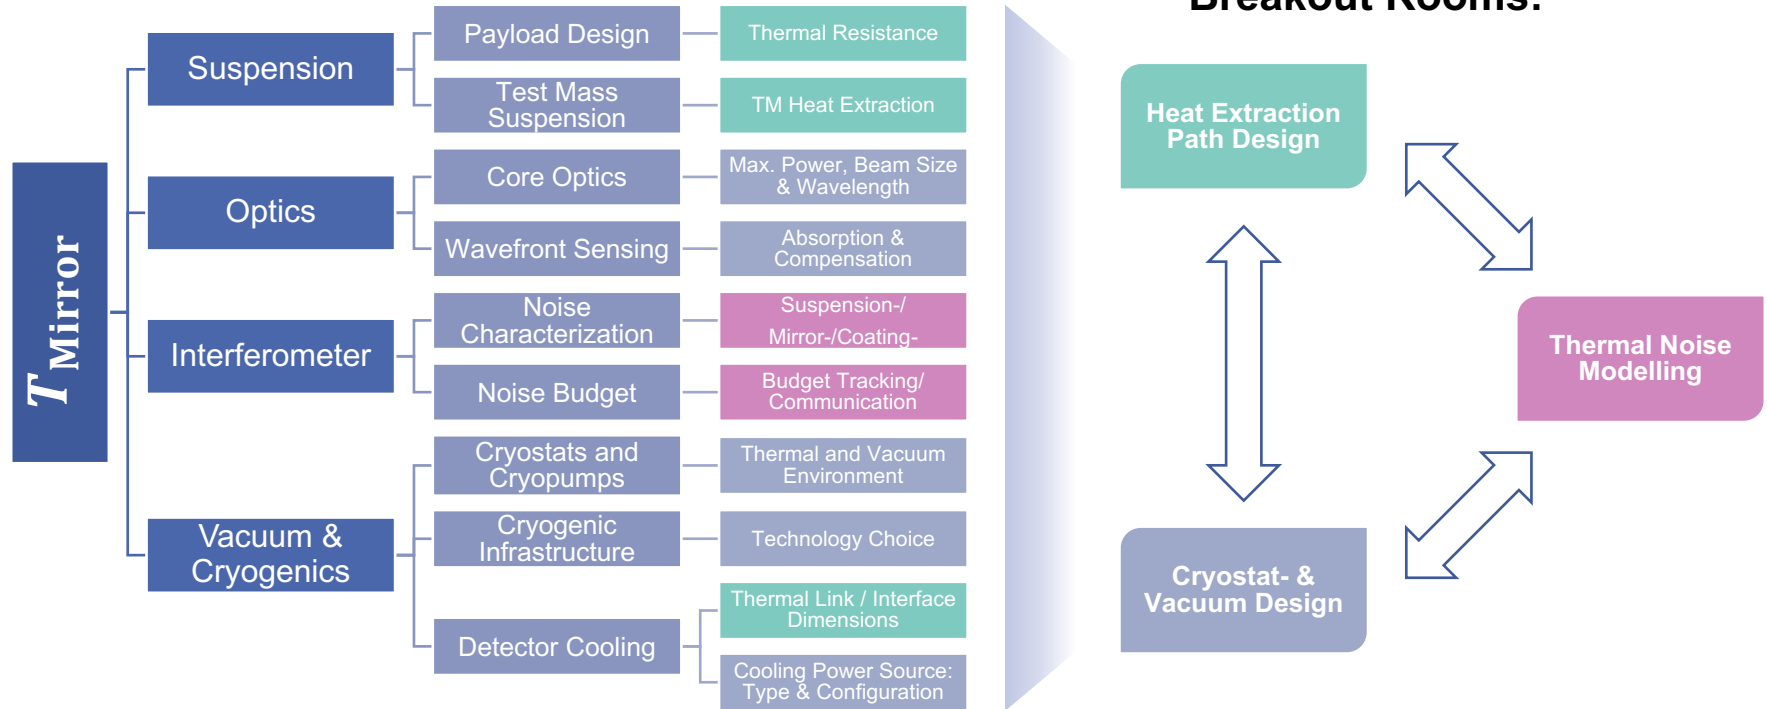 Breakout Rooms:
T Mirror
Suspension
Payload Design
Thermal Resistance
Test Mass
Suspension
TM Heat Extraction
Optics
Core Optics
Max. Power, Beam Size
& Wavelength
Wavefront Sensing
Absorption &
Compensation
Interferometer
Noise
Characterization
Suspension-/
Mirror-/Coating-
Noise Budget
Budget Tracking/
Communication
Vacuum &
Cryogenics
Cryostats and
Cryopumps
Thermal and Vacuum
Environment
Cryogenic
Infrastructure
Technology Choice
Detector Cooling
Thermal Link / Interface
Dimensions
Cooling Power Source:
Type & Configuration
Heat Extraction
Path Design
Thermal Noise
Modelling
Cryostat- &
Vacuum Design